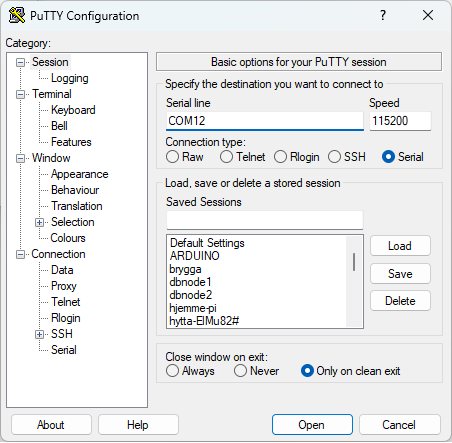 PuTTY Configuration
?
Category:
Session
Logging
Terminal
Keyboard
Bell
Features
Window
Appearance
Behaviour
Translation
Selection
Colours
Connection
Data
Proxy
Telnet
Rlogin
SSH
Serial
Basic options for your PuTTY session
Specify the destination you want to connect to
Serial line Speed
COM12 115200
Connection type:
Raw Telnet Rlogin SSH Serial
Load, save or delete a stored session
Saved Sessions
Default Settings
ARDUINO
brygga
dbnode1
dbnode2
hjemme-pi
hytta-ElMu82#
Load
Save
Delete
Close window on exit:
Always Never Only on clean exit
About Help Open Cancel